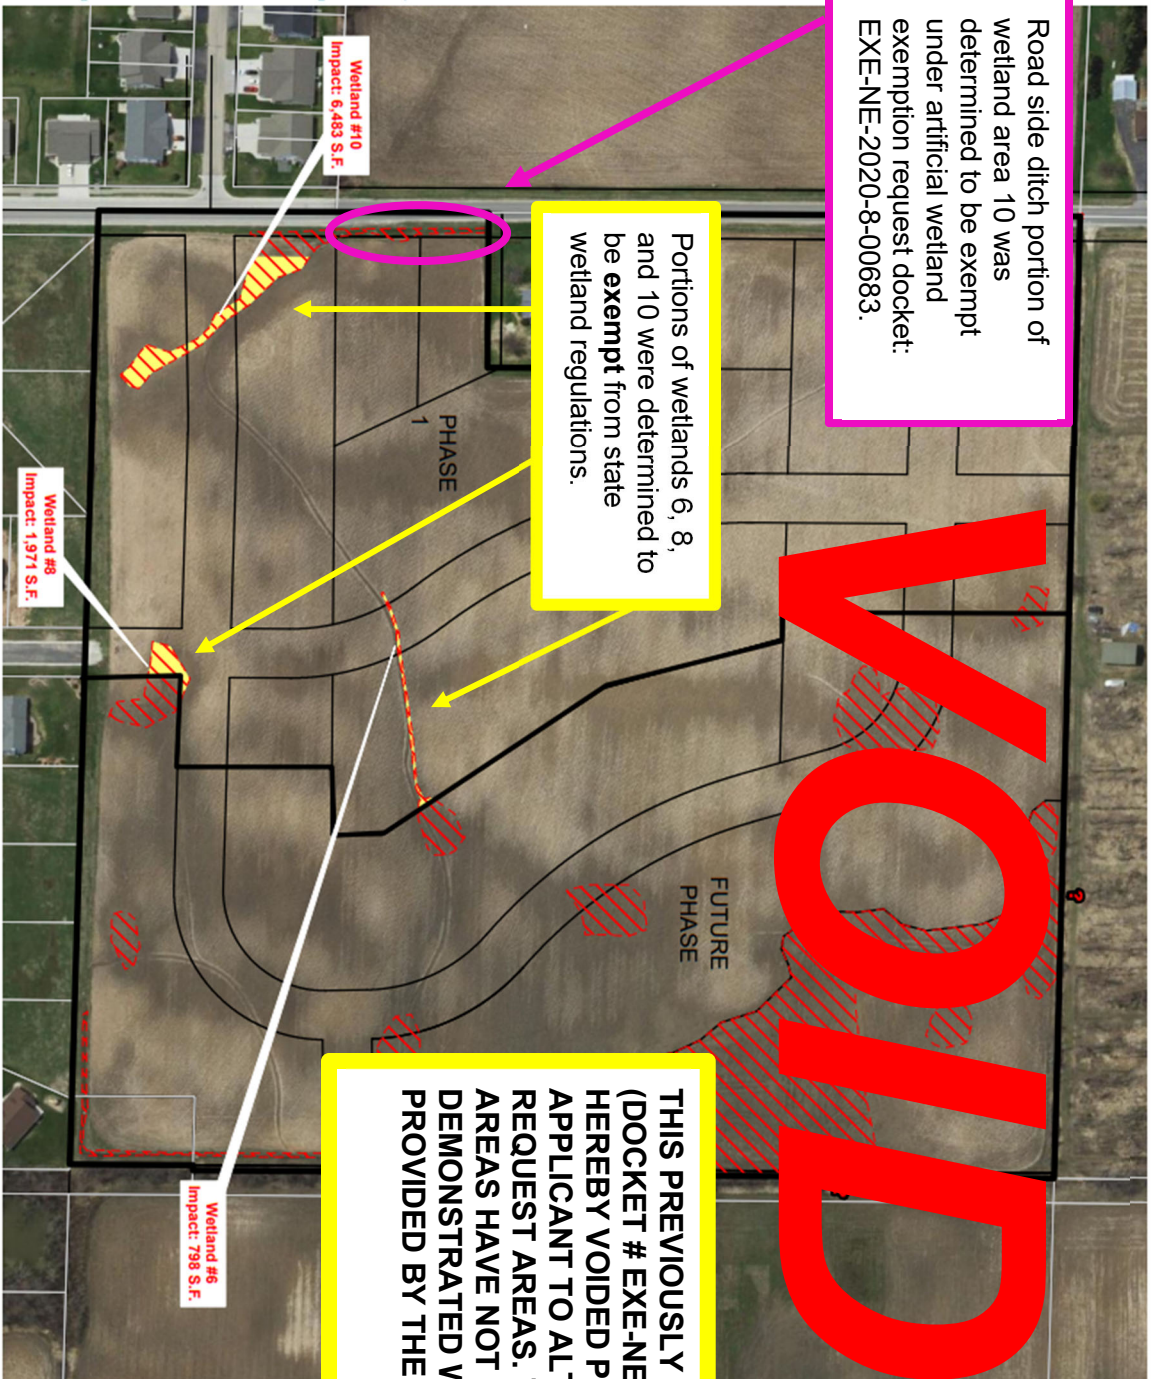 Road side ditch portion of
wetland area 10 was
determined to be exempt
under artificial wetland
exemption request docket:
EXE-NE-2020-8-00683.
VOID
Portions of wetlands 6, 8,
and 10 were determined to
be exempt from state
wetland regulations.
Wetland #10
Impact: 6,483 S.F.
PHASE
1
Wetland #8
Impact: 1,971 S.F.
FUTURE
PHASE
?
Wetland #6
Impact: 798 S.F.
THIS PREVIOUSLY
(DOCKET # EXE-NE
HEREBY VOIDED P
APPLICANT TO ALT
REQUEST AREAS.
AREAS HAVE NOT
DEMONSTRATED W
PROVIDED BY THE